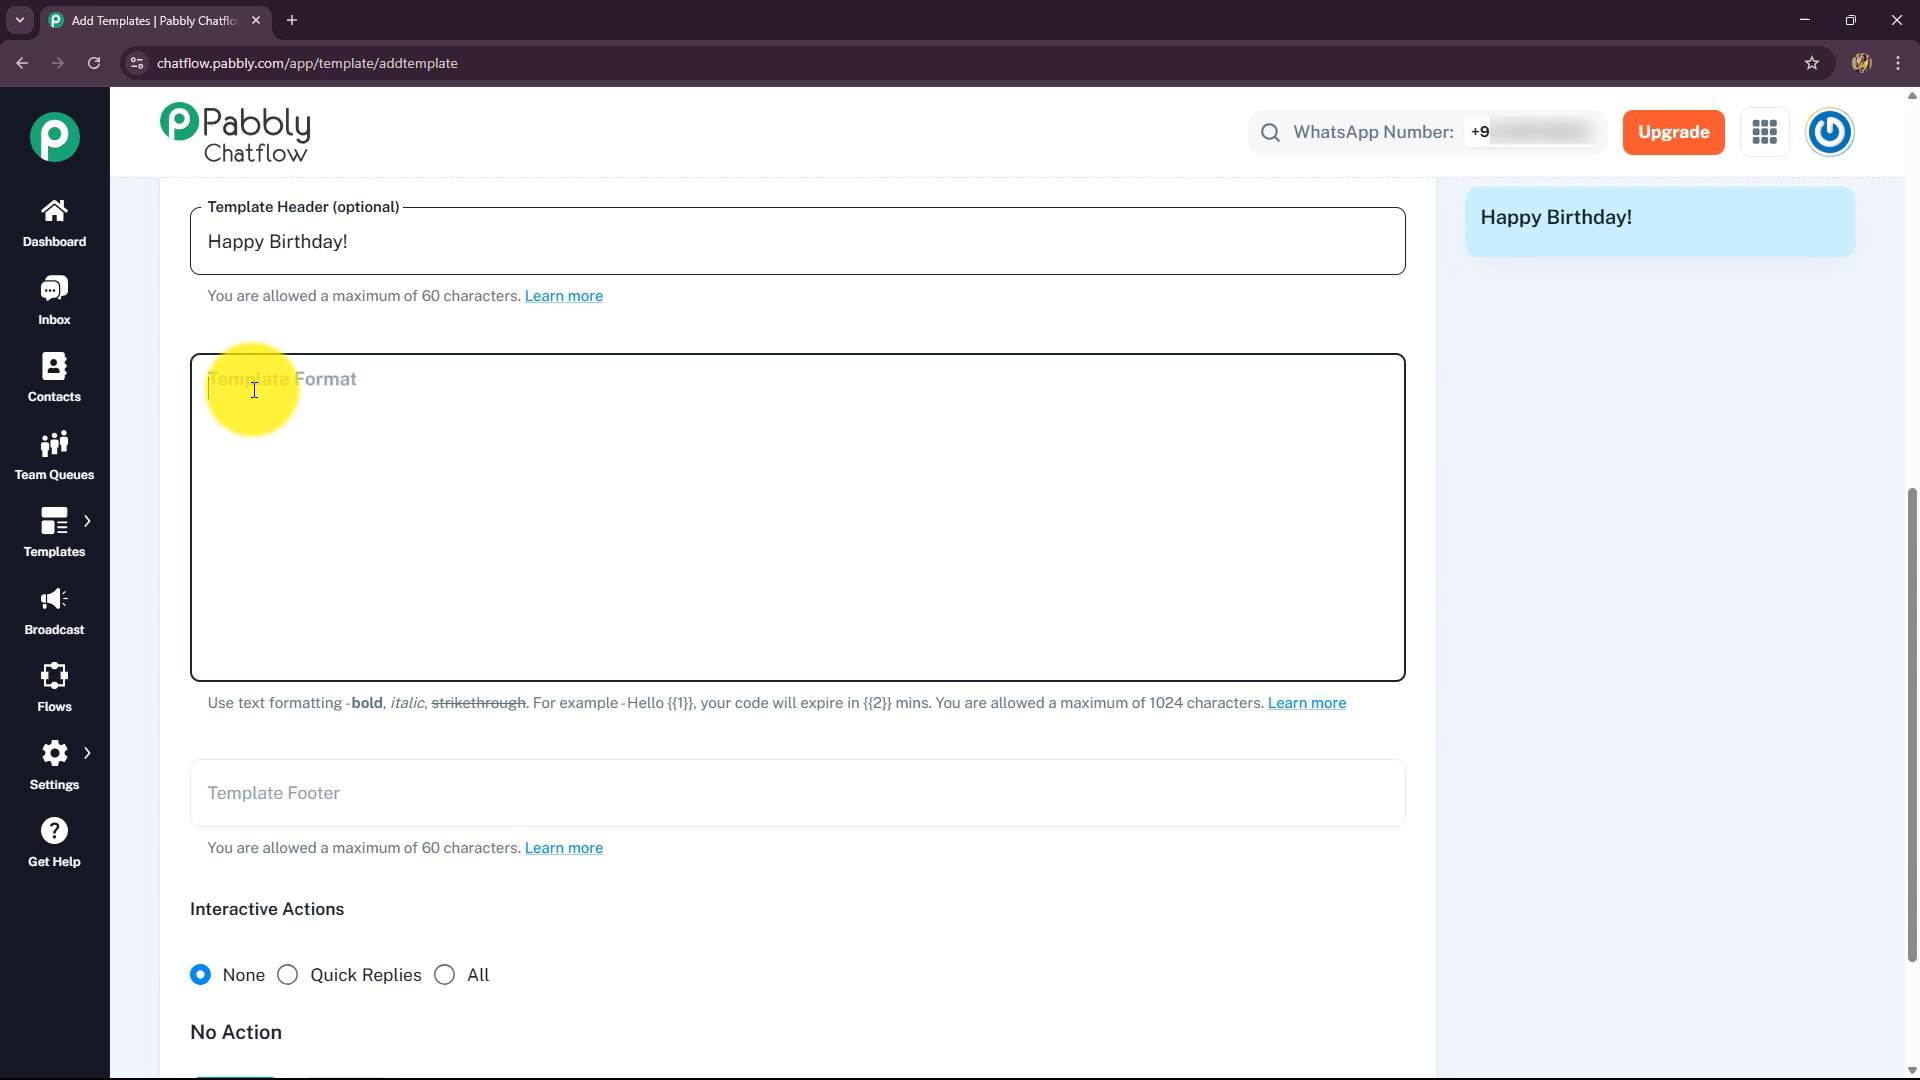 Add Templates | Pabbly Chatflo
chatflow.pabbly.com/app/template/addtemplate
Pabbly
Chatflow
WhatsApp Number: +9
Upgrade
Dashboard
Inbox
Contacts
Team Queues
Templates
Broadcast
Flows
Settings
Get Help
Template Header (optional)
Happy Birthday!
You are allowed a maximum of 60 characters. Learn more
Template Format
Use text formatting - bold, italic, strikethrough. For example - Hello {{1}}, your code will expire in {{2}} mins. You are allowed a maximum of 1024 characters. Learn more
Template Footer
You are allowed a maximum of 60 characters. Learn more
Interactive Actions
None
Quick Replies
All
No Action
Happy Birthday!